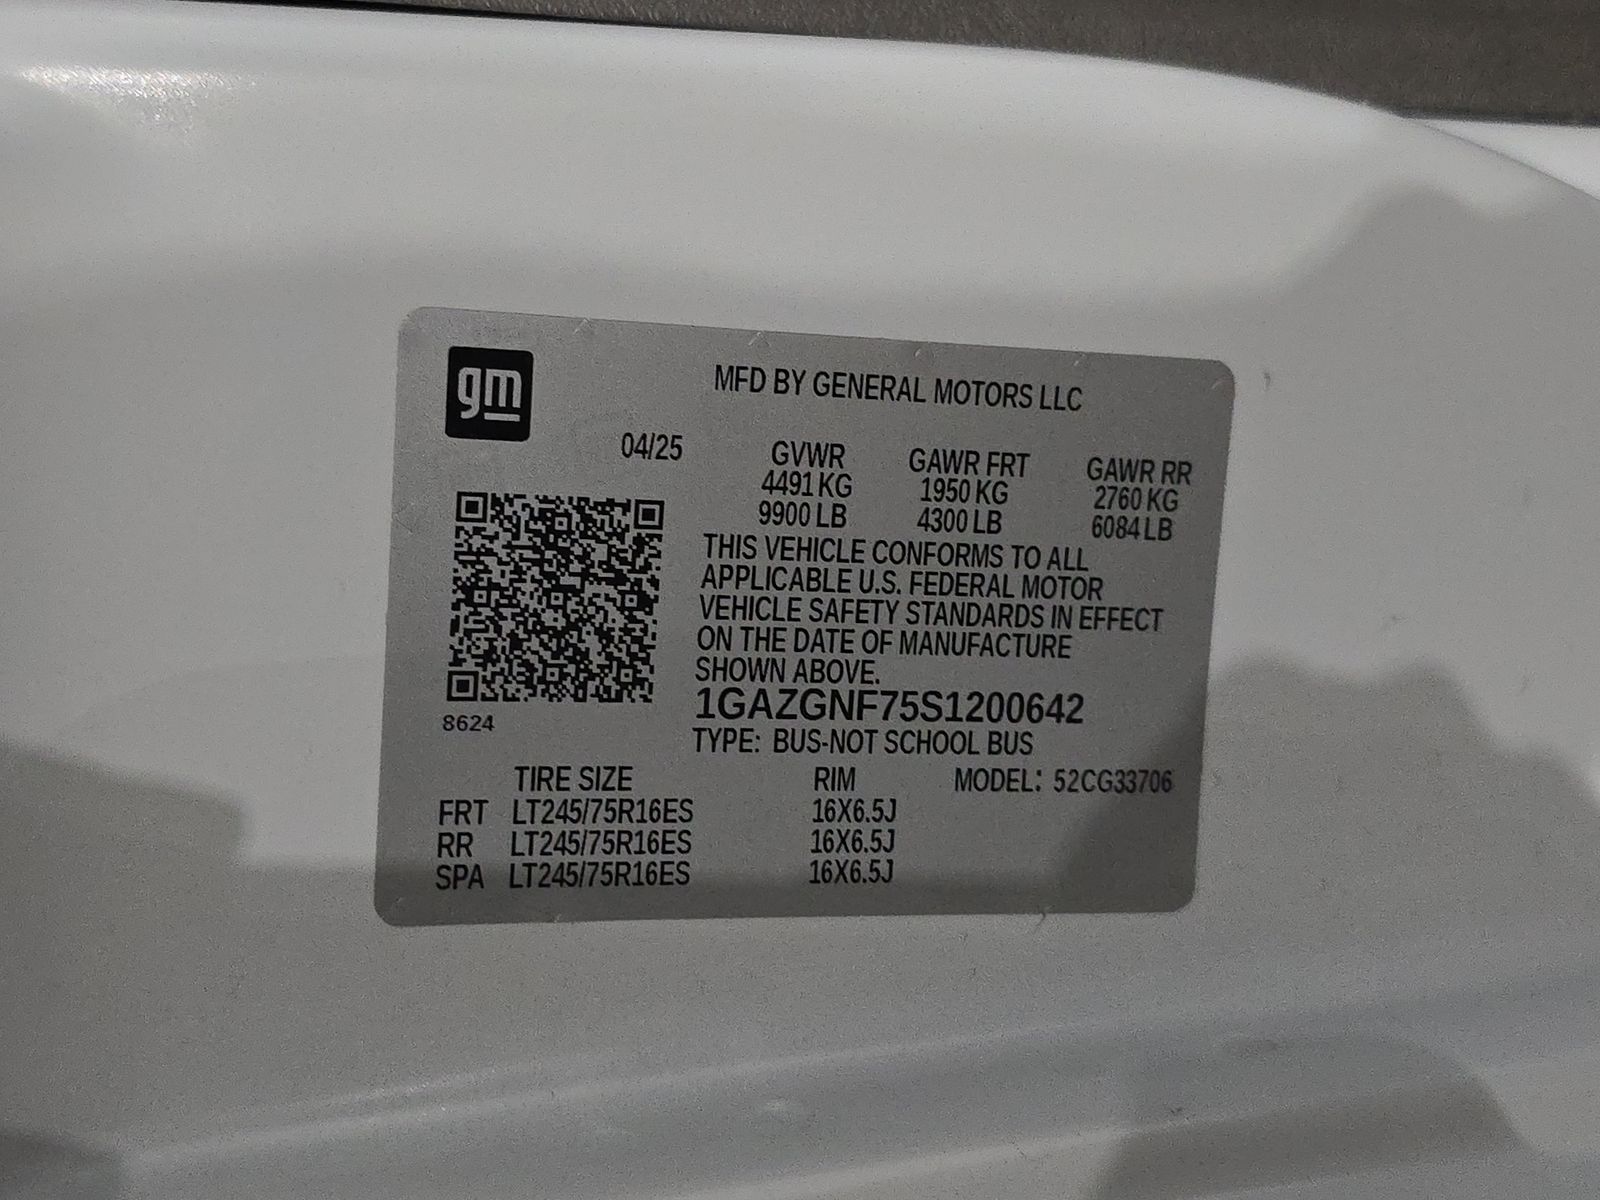 gm
MFD BY GENERAL MOTORS LLC
04/25 GVWR GAWR FRT GAWR RR
4491 KG 1950 KG 2760 KG
9900 LB 4300 LB 6084 LB
THIS VEHICLE CONFORMS TO ALL
APPLICABLE U.S. FEDERAL MOTOR
VEHICLE SAFETY STANDARDS IN EFFECT
ON THE DATE OF MANUFACTURE
SHOWN ABOVE.
1GAZGNF75S1200642
8624
TYPE: BUS-NOT SCHOOL BUS
TIRE SIZE RIM MODEL: 52CG33706
FRT LT245/75R16ES 16X6.5J
RR LT245/75R16ES 16X6.5J
SPA LT245/75R16ES 16X6.5J